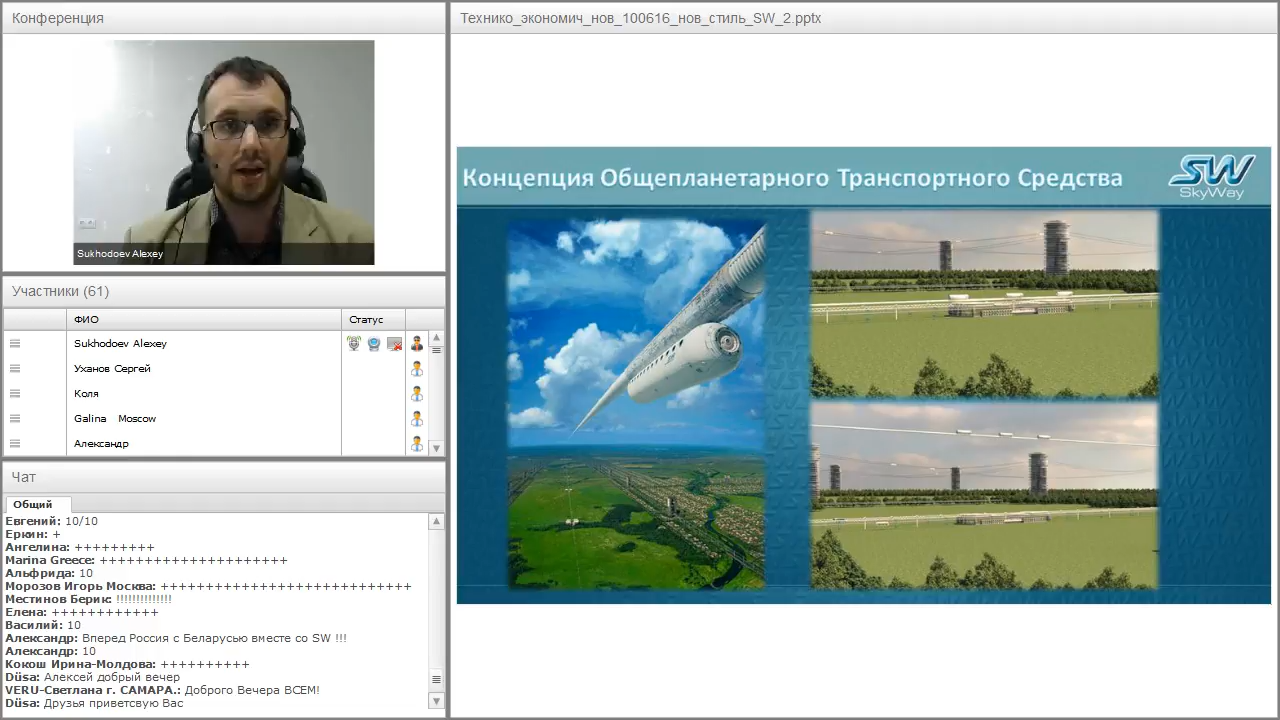 Конференция
Sukhodoev Alexey
Участники (61)
ФИО Статус
Sukhodoev Alexey
Уханов Сергей
Коля
Galina Moscow
Александр
Чат
Общий
Евгений: 10/10
Еркин: +
Ангелина: +++++++++
Marina Greece: +++++++++++++++++++++
Альфрида: 10
Морозов Игорь Москва: ++++++++++++++++++++++++++++
Местинов Берик: !!!!!!!!!!!!!!
Елена: ++++++++++++
Василий: 10
Александр: Вперед Россия с Беларусью вместе со SW !!!
Александр: 10
Кокош Ирина-Молдова: ++++++++++
Düsa: Алексей добрый вечер
VERU-Светлана г. САМАРА.: Доброго Вечера ВСЕМ!
Düsa: Друзья приветсвую Вас
Технико_экономич_нов_100616_нов_стиль_SW_2.pptx
Концепция Общепланетарного Транспортного Средства
SW
SkyWay